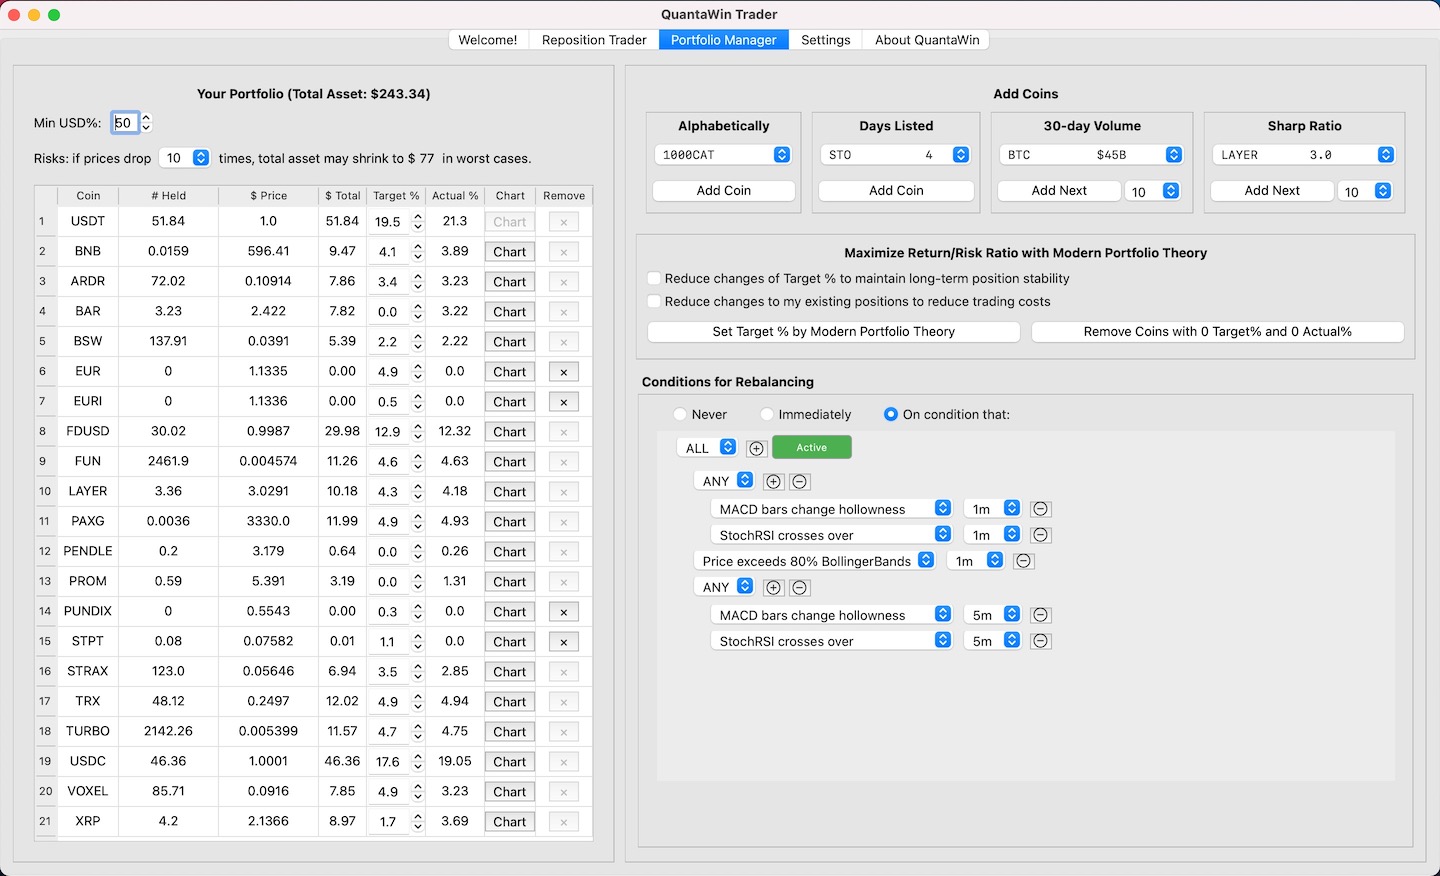 QuantaWin Trader
Welcome! Reposition Trader Portfolio Manager Settings About QuantaWin
Your Portfolio (Total Asset: $243.34)
Min USD%: 50
Risks: if prices drop 10 times, total asset may shrink to $ 77 in worst cases.
Coin # Held $ Price $ Total Target % Actual % Chart Remove
1 USDT 51.84 1.0 51.84 19.5 21.3 Chart ×
2 BNB 0.0159 596.41 9.47 4.1 3.89 Chart ×
3 ARDR 72.02 0.10914 7.86 3.4 3.23 Chart ×
4 BAR 3.23 2.422 7.82 0.0 3.22 Chart ×
5 BSW 137.91 0.0391 5.39 2.2 2.22 Chart ×
6 EUR 0 1.1335 0.00 4.9 0.0 Chart ×
7 EURI 0 1.1336 0.00 0.5 0.0 Chart ×
8 FDUSD 30.02 0.9987 29.98 12.9 12.32 Chart ×
9 FUN 2461.9 0.004574 11.26 4.6 4.63 Chart ×
10 LAYER 3.36 3.0291 10.18 4.3 4.18 Chart ×
11 PAXG 0.0036 3330.0 11.99 4.9 4.93 Chart ×
12 PENDLE 0.2 3.179 0.64 0.0 0.26 Chart ×
13 PROM 0.59 5.391 3.19 0.0 1.31 Chart ×
14 PUNDIX 0 0.5543 0.00 0.3 0.0 Chart ×
15 STPT 0.08 0.07582 0.01 1.1 0.0 Chart ×
16 STRAX 123.0 0.05646 6.94 3.5 2.85 Chart ×
17 TRX 48.12 0.2497 12.02 4.9 4.94 Chart ×
18 TURBO 2142.26 0.005399 11.57 4.7 4.75 Chart ×
19 USDC 46.36 1.0001 46.36 17.6 19.05 Chart ×
20 VOXEL 85.71 0.0916 7.85 4.9 3.23 Chart ×
21 XRP 4.2 2.1366 8.97 1.7 3.69 Chart ×
Add Coins
Alphabetically Days Listed 30-day Volume Sharp Ratio
1000CAT STO 4 BTC $45B LAYER 3.0
Add Coin Add Coin Add Next 10 Add Next 10
Maximize Return/Risk Ratio with Modern Portfolio Theory
Reduce changes of Target % to maintain long-term position stability
Reduce changes to my existing positions to reduce trading costs
Set Target % by Modern Portfolio Theory Remove Coins with 0 Target% and 0 Actual%
Conditions for Rebalancing
Never Immediately On condition that:
ALL Active
ANY
MACD bars change hollowness 1m
StochRSI crosses over 1m
Price exceeds 80% BollingerBands 1m
ANY
MACD bars change hollowness 5m
StochRSI crosses over 5m